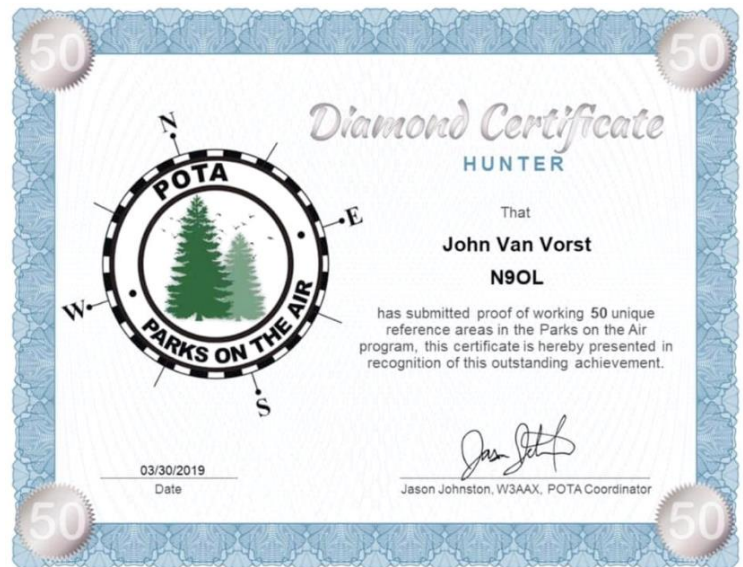 50
50
Diamond Certificate
HUNTER
That
John Van Vorst
N9OL
has submitted proof of working 50 unique
reference areas in the Parks on the Air
program, this certificate is hereby presented in
recognition of this outstanding achievement.
N
E
W
S
POTA
PARKS ON THE AIR
03/30/2019
Date
Jason Johnston, W3AAX, POTA Coordinator
50
50